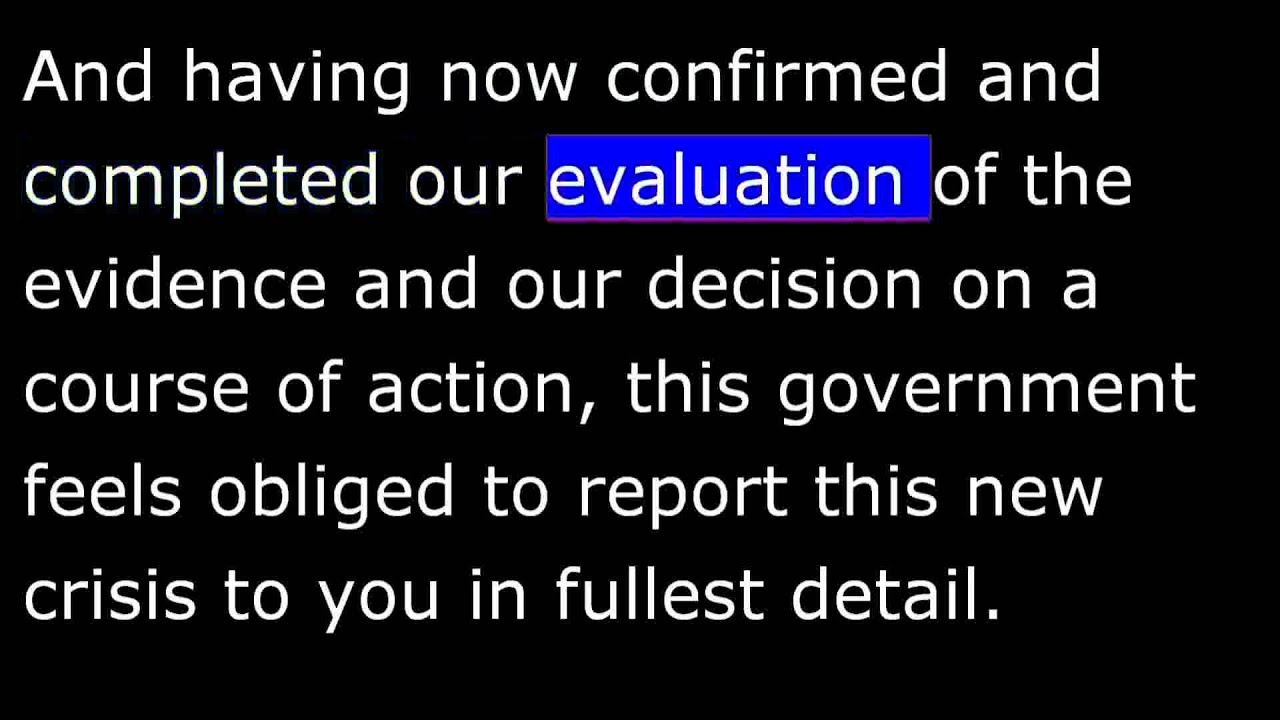 And having now confirmed and
completed our evaluation of the
evidence and our decision on a
course of action, this government
feels obliged to report this new
crisis to you in fullest detail.